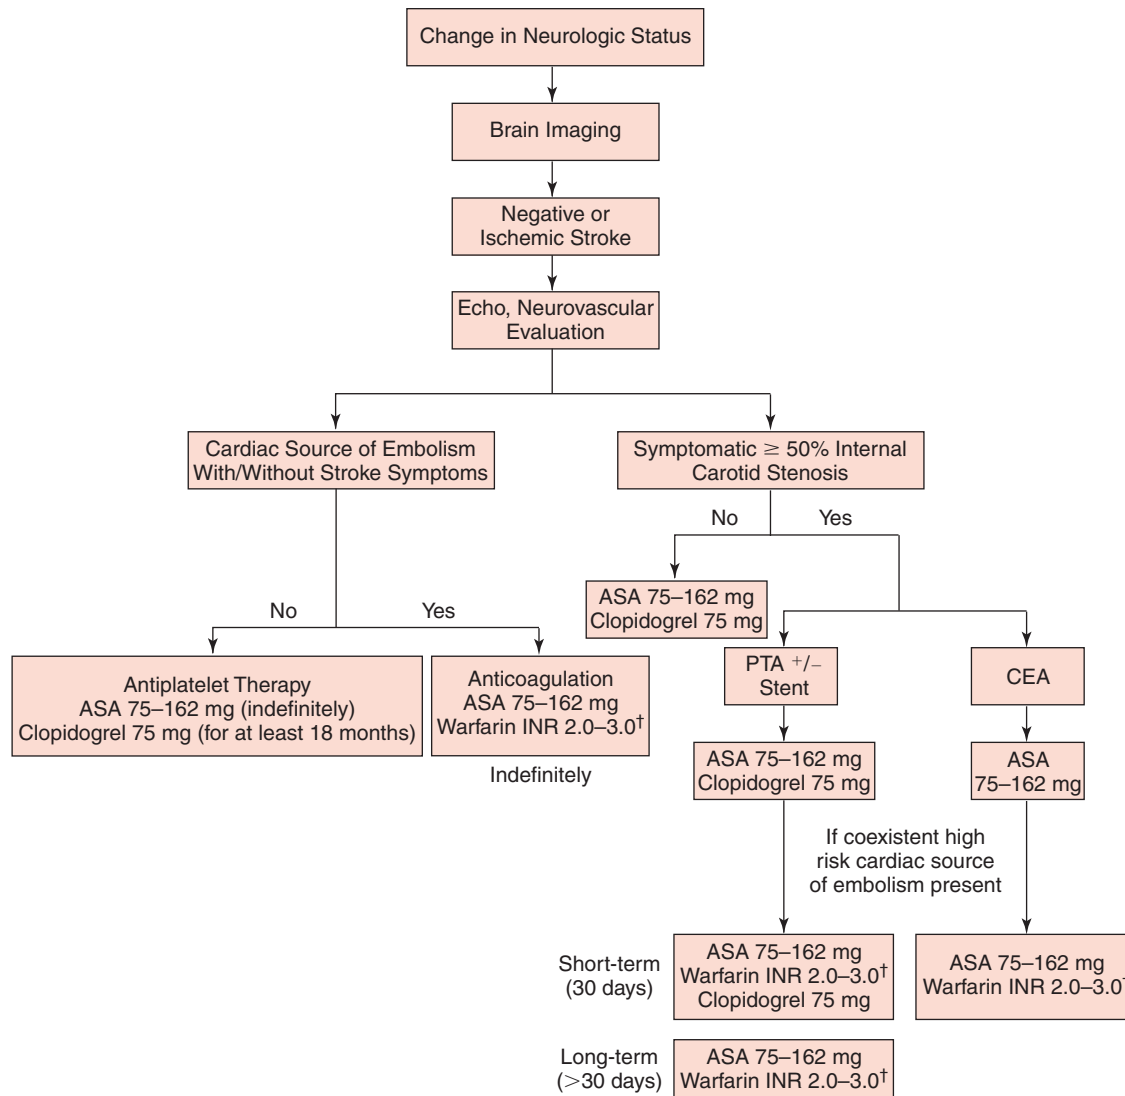 Change in Neurologic Status
Brain Imaging
Negative or
Ischemic Stroke
Echo, Neurovascular
Evaluation
Cardiac Source of Embolism
With/Without Stroke Symptoms
Symptomatic ≥ 50% Internal
Carotid Stenosis
No
Yes
ASA 75–162 mg
Clopidogrel 75 mg
No
Yes
Antiplatelet Therapy
ASA 75–162 mg (indefinitely)
Clopidogrel 75 mg (for at least 18 months)
Anticoagulation
ASA 75–162 mg
Warfarin INR 2.0–3.0†
Indefinitely
PTA +/–
Stent
CEA
ASA 75–162 mg
Clopidogrel 75 mg
ASA
75–162 mg
If coexistent high
risk cardiac source
of embolism present
Short-term
(30 days)
ASA 75–162 mg
Warfarin INR 2.0–3.0†
Clopidogrel 75 mg
ASA 75–162 mg
Warfarin INR 2.0–3.0†
Long-term
(>30 days)
ASA 75–162 mg
Warfarin INR 2.0–3.0†